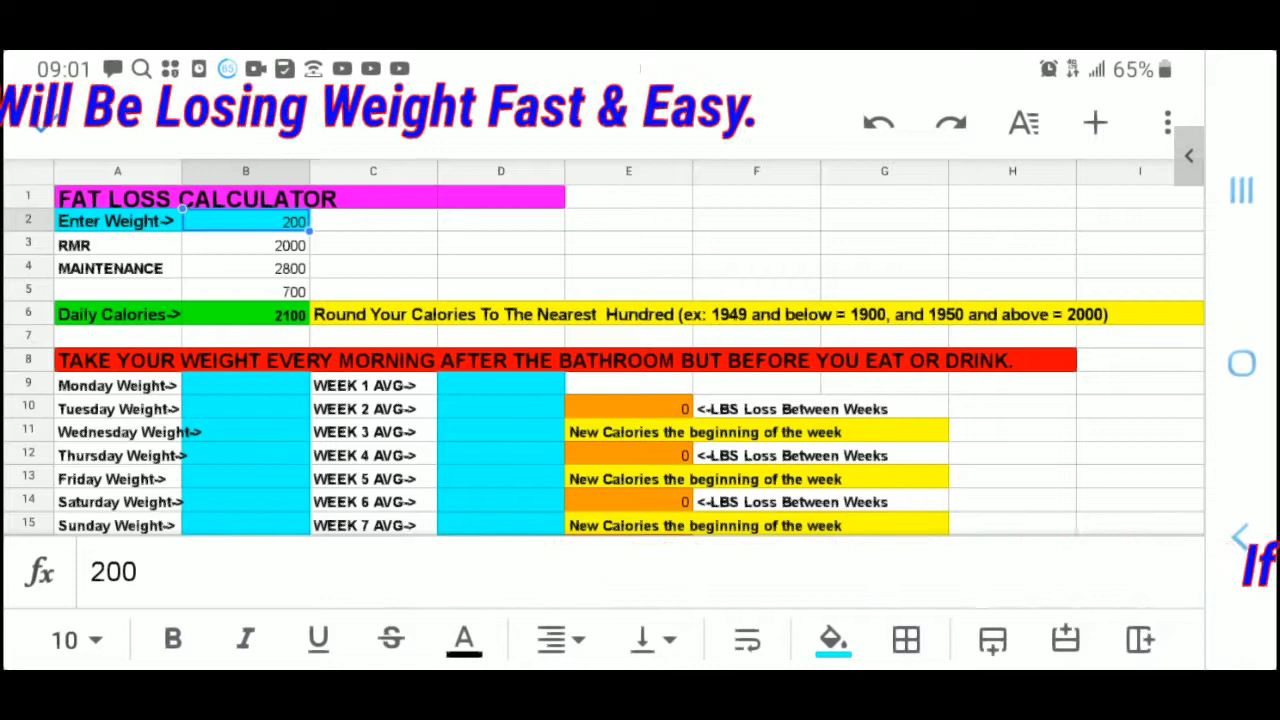 09:01 65 65%
Will Be Losing Weight Fast & Easy.
A B C D E F G H I
1 FAT LOSS CALCULATOR
2 Enter Weight-> 200
3 RMR 2000
4 MAINTENANCE 2800
5 700
6 Daily Calories-> 2100 Round Your Calories To The Nearest Hundred (ex: 1949 and below = 1900, and 1950 and above = 2000)
7
8 TAKE YOUR WEIGHT EVERY MORNING AFTER THE BATHROOM BUT BEFORE YOU EAT OR DRINK.
9 Monday Weight-> WEEK 1 AVG->
10 Tuesday Weight-> WEEK 2 AVG-> 0 <-LBS Loss Between Weeks
11 Wednesday Weight-> WEEK 3 AVG-> New Calories the beginning of the week
12 Thursday Weight-> WEEK 4 AVG-> 0 <-LBS Loss Between Weeks
13 Friday Weight-> WEEK 5 AVG-> New Calories the beginning of the week
14 Saturday Weight-> WEEK 6 AVG-> 0 <-LBS Loss Between Weeks
15 Sunday Weight-> WEEK 7 AVG-> New Calories the beginning of the week
If
fx 200
10 B I U S A